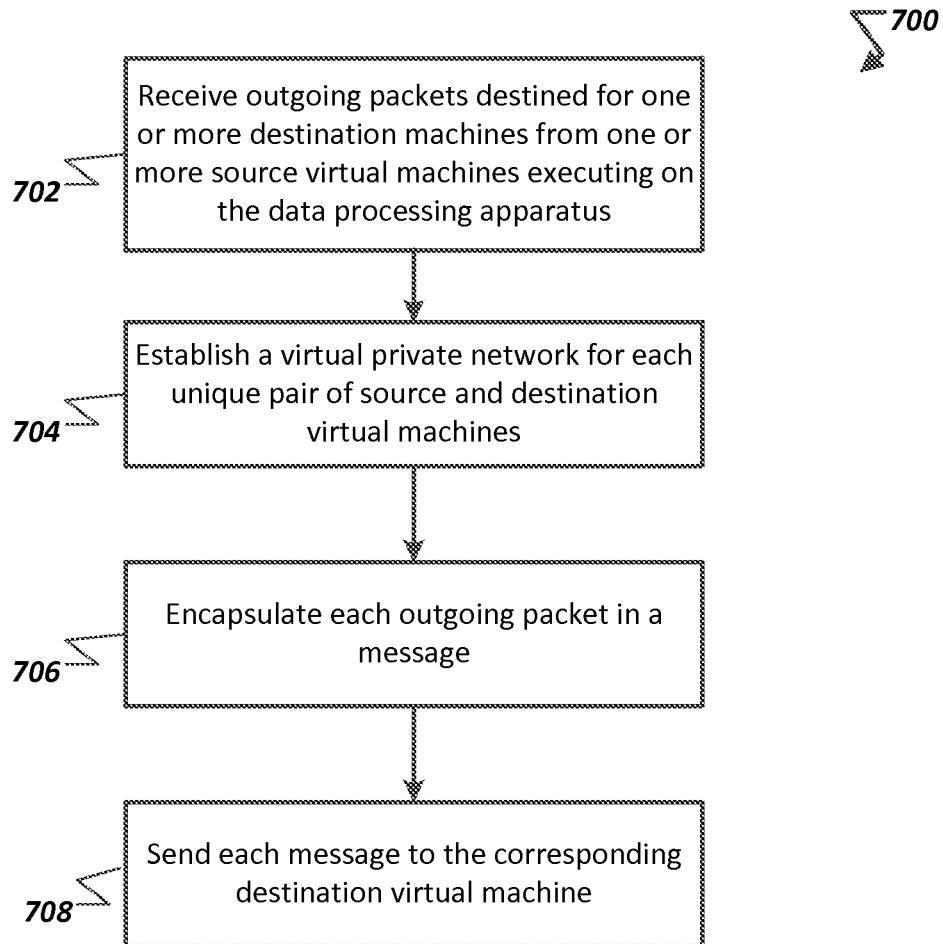 700
Receive outgoing packets destined for one
or more destination machines from one or
more source virtual machines executing on
the data processing apparatus
702
Establish a virtual private network for each
unique pair of source and destination
virtual machines
704
Encapsulate each outgoing packet in a
message
706
Send each message to the corresponding
destination virtual machine
708